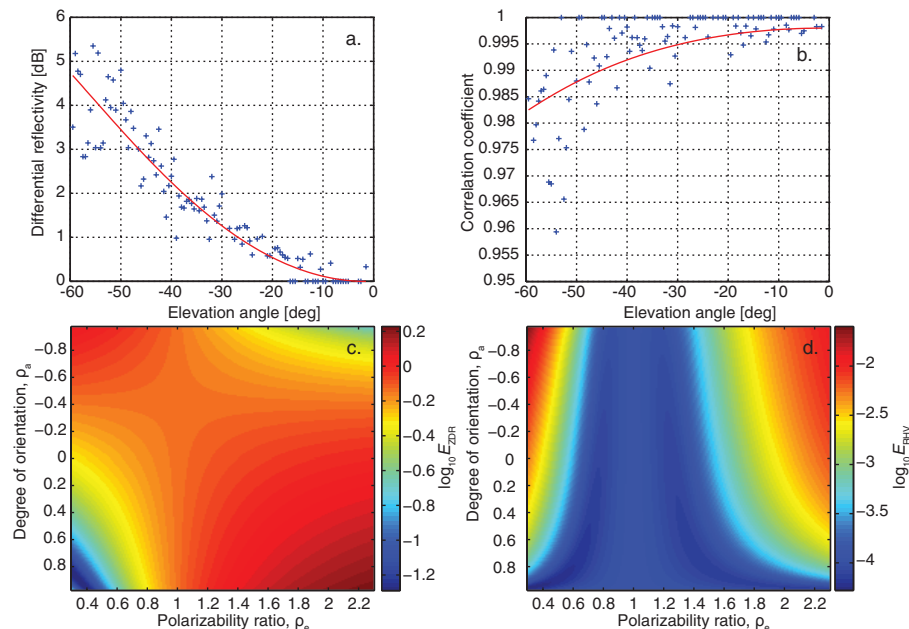 a.
6
5
4
3
2
1
0
Differential reflectivity [dB]
-60 -50 -40 -30 -20 -10 0
Elevation angle [deg]
b.
1
0.995
0.99
0.985
0.98
0.975
0.97
0.965
0.96
0.955
0.95
Correlation coefficient
-60 -50 -40 -30 -20 -10 0
Elevation angle [deg]
c.
−0.8
−0.6
−0.4
−0.2
0
0.2
0.4
0.6
0.8
Degree of orientation, ρa
0.4 0.6 0.8 1 1.2 1.4 1.6 1.8 2 2.2
Polarizability ratio, ρe
0.2
0
−0.2
−0.4
−0.6
−0.8
−1
−1.2
log10 EZDR
d.
−0.8
−0.6
−0.4
−0.2
0
0.2
0.4
0.6
0.8
Degree of orientation, ρa
0.4 0.6 0.8 1 1.2 1.4 1.6 1.8 2 2.2
Polarizability ratio, ρe
−2
−2.5
−3
−3.5
−4
log10 ERHV